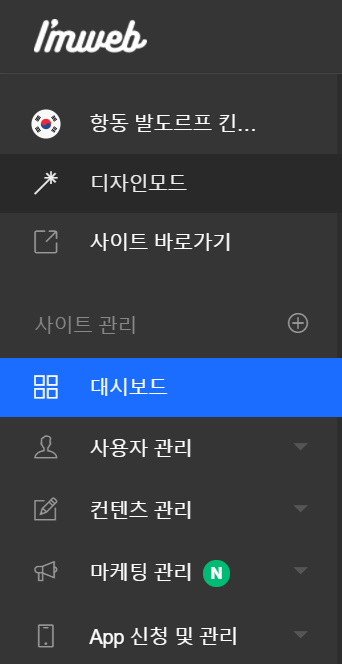 I'mweb
항동 발도르프 킨...
디자인모드
사이트 바로가기
사이트 관리
대시보드
사용자 관리
컨텐츠 관리
마케팅 관리 N
App 신청 및 관리